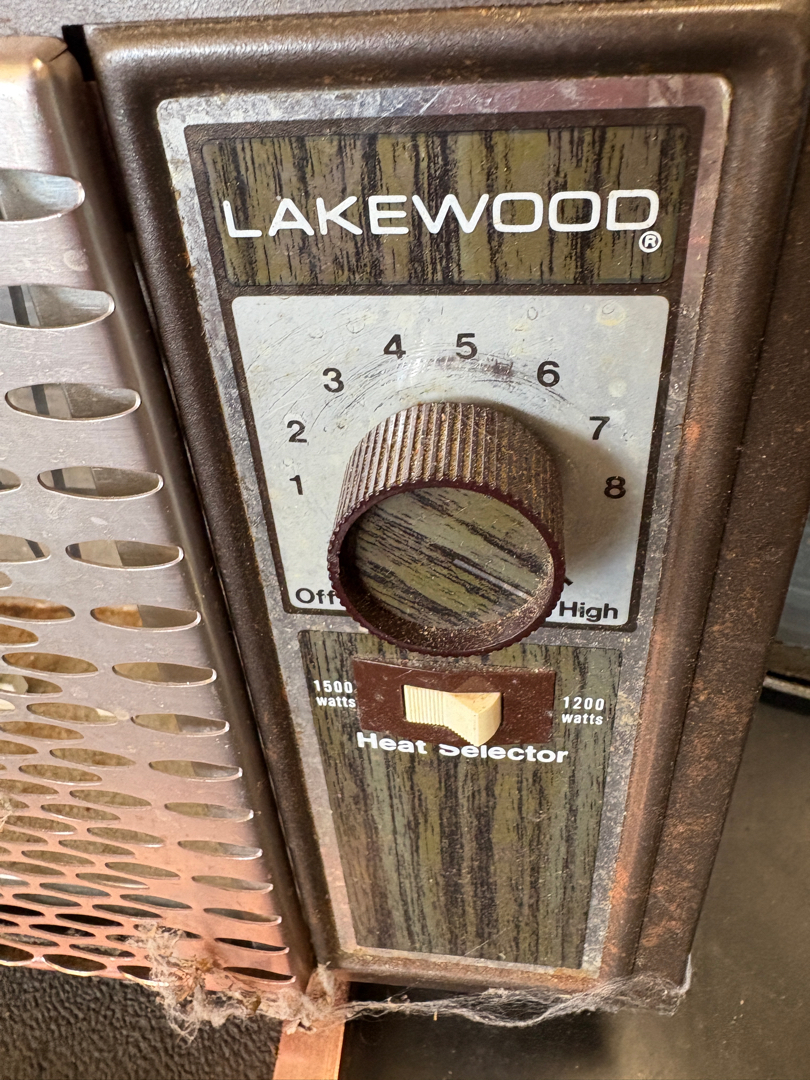 LAKEWOOD®
4 5
3 6
2 7
1 8
Off High
1500 watts
1200 watts
Heat Selector